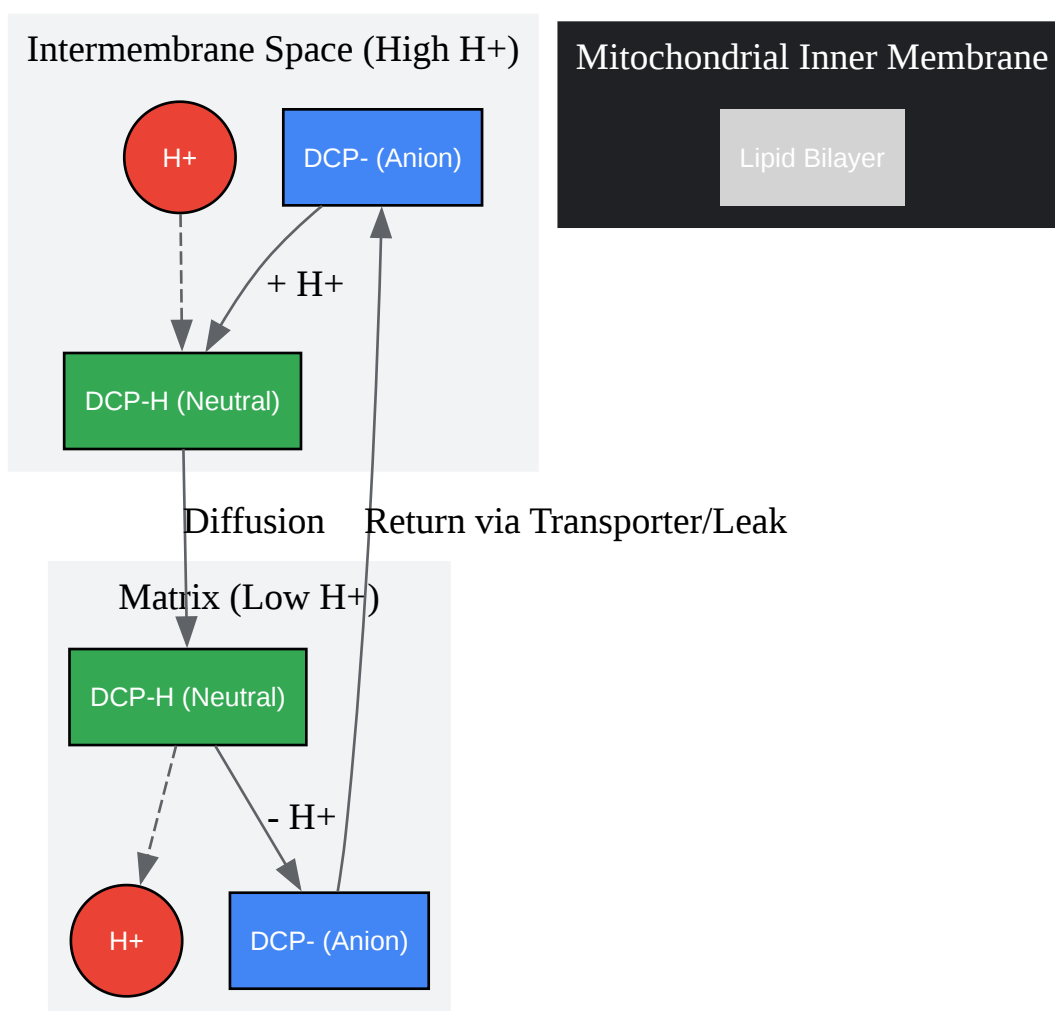 Intermembrane Space (High H+)
Mitochondrial Inner Membrane
H+
DCP- (Anion)
Lipid Bilayer
+ H+
DCP-H (Neutral)
Diffusion
Return via Transporter/Leak
Matrix (Low H+)
DCP-H (Neutral)
- H+
H+
DCP- (Anion)